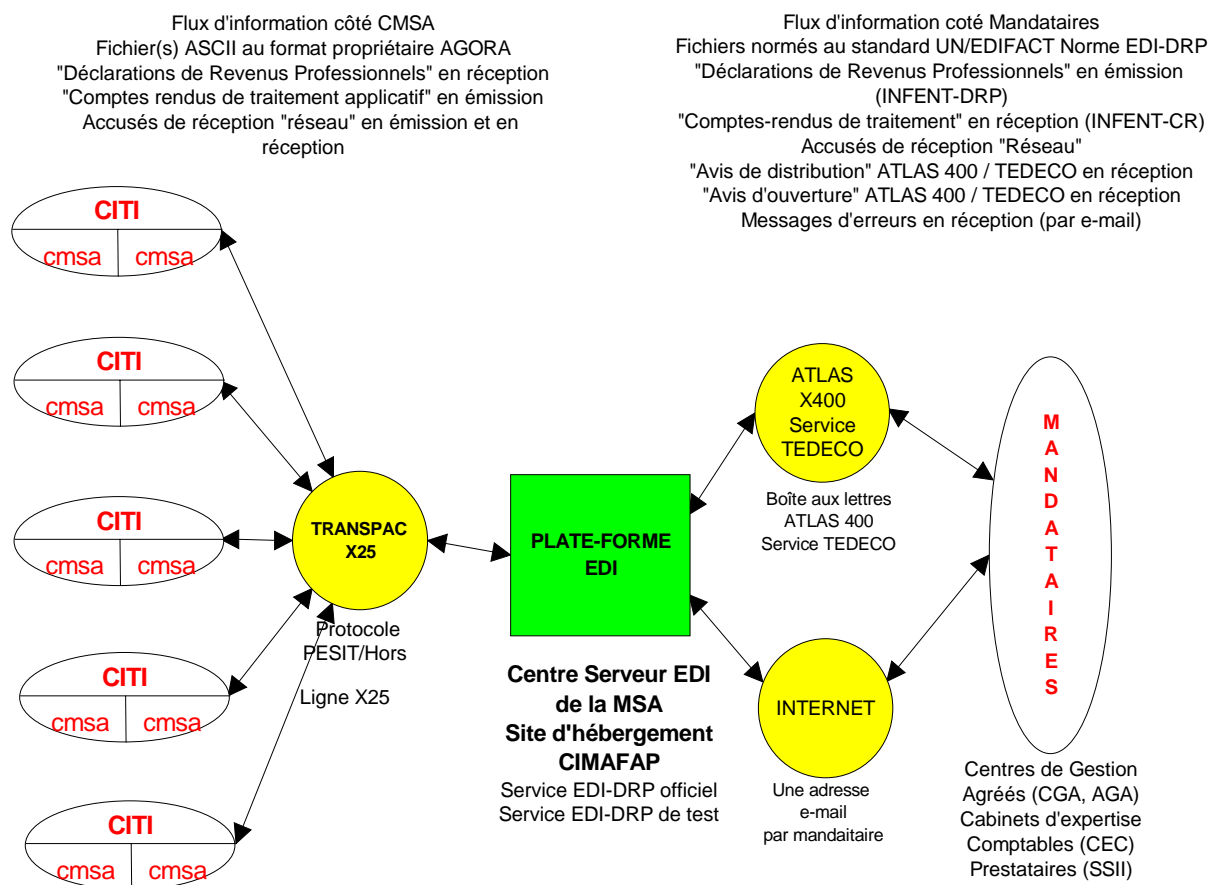 Flux d'information côté CMSA
Fichier(s) ASCII au format propriétaire AGORA
"Déclarations de Revenus Professionnels" en réception
"Comptes rendus de traitement applicatif" en émission
Accusés de réception "réseau" en émission et en
réception
Flux d'information coté Mandataires
Fichiers normés au standard UN/EDIFACT Norme EDI-DRP
"Déclarations de Revenus Professionnels" en émission
(INFENT-DRP)
"Comptes-rendus de traitement" en réception (INFENT-CR)
Accusés de réception "Réseau"
"Avis de distribution" ATLAS 400 / TEDECO en réception
"Avis d'ouverture" ATLAS 400 / TEDECO en réception
Messages d'erreurs en réception (par e-mail)
CITI
cmsa cmsa
CITI
cmsa cmsa
CITI
cmsa cmsa
CITI
cmsa cmsa
CITI
cmsa cmsa
TRANSPAC
X25
Protocole
PESIT/Hors
Ligne X25
PLATE-FORME
EDI
Centre Serveur EDI
de la MSA
Site d'hébergement
CIMAFAP
Service EDI-DRP officiel
Service EDI-DRP de test
ATLAS
X400
Service
TEDECO
Boîte aux lettres
ATLAS 400
Service TEDECO
INTERNET
Une adresse
e-mail
par mandaitaire
MANDATAIRES
Centres de Gestion
Agréés (CGA, AGA)
Cabinets d'expertise
Comptables (CEC)
Prestataires (SSII)